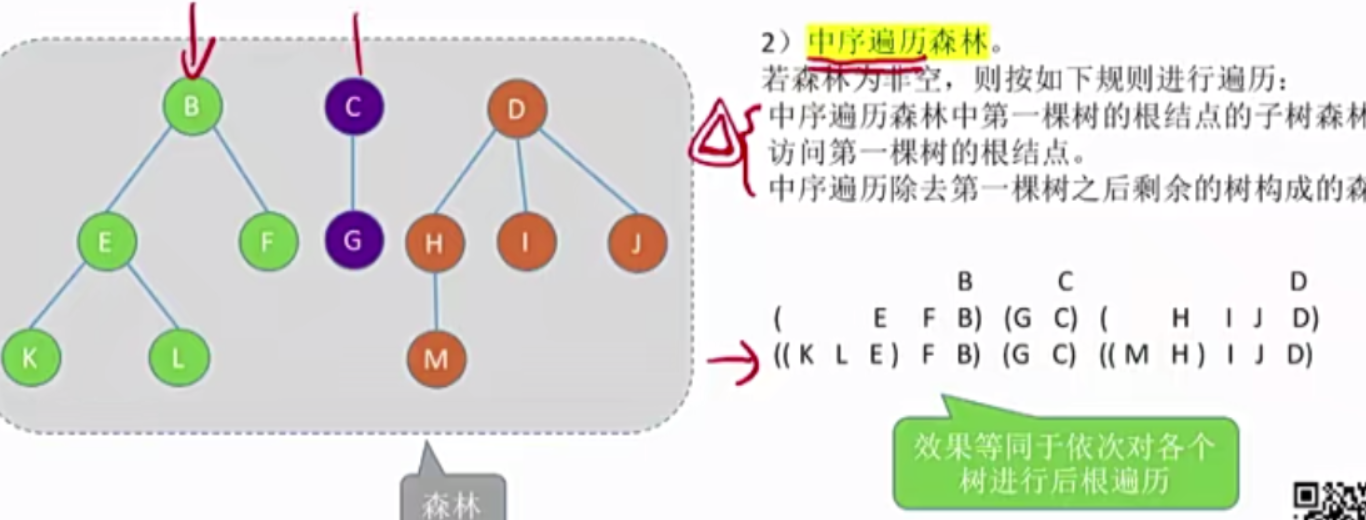 B
C
D
E
F
G
H
I
J
K
L
M
森林
2）中序遍历森林。
若森林为非空，则按如下规则进行遍历：
中序遍历森林中第一棵树的根结点的子树森林
访问第一棵树的根结点。
中序遍历除去第一棵树之后剩余的树构成的森
B C D
( E F B) (G C) ( H I J D)
((K L E) F B) (G C) ((M H) I J D)
效果等同于依次对各个
树进行后根遍历